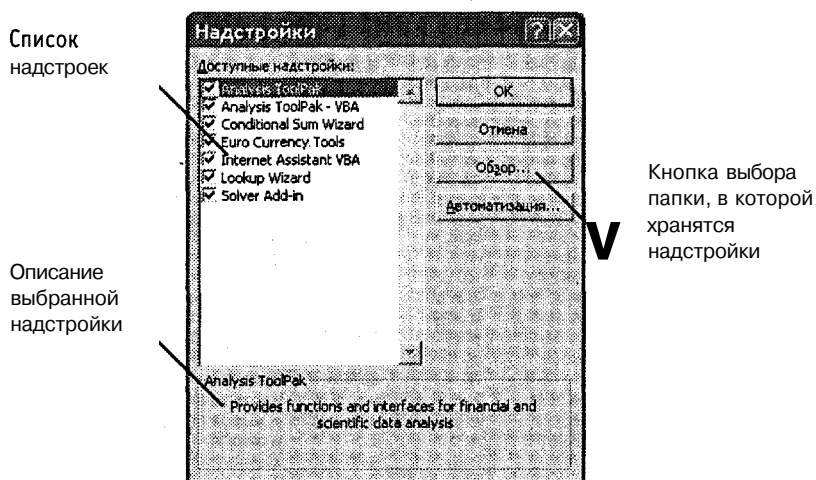 Список
надстроек
Надстройки
Доступные надстройки:
Analysis ToolPak
Analysis ToolPak - VBA
Conditional Sum Wizard
Euro Currency Tools
Internet Assistant VBA
Lookup Wizard
Solver Add-in
OK
Отмена
Обзор...
Автоматизация...
Кнопка выбора
папки, в которой
хранятся
надстройки
V
Описание
выбранной
надстройки
Analysis ToolPak
Provides functions and interfaces for financial and
scientific data analysis